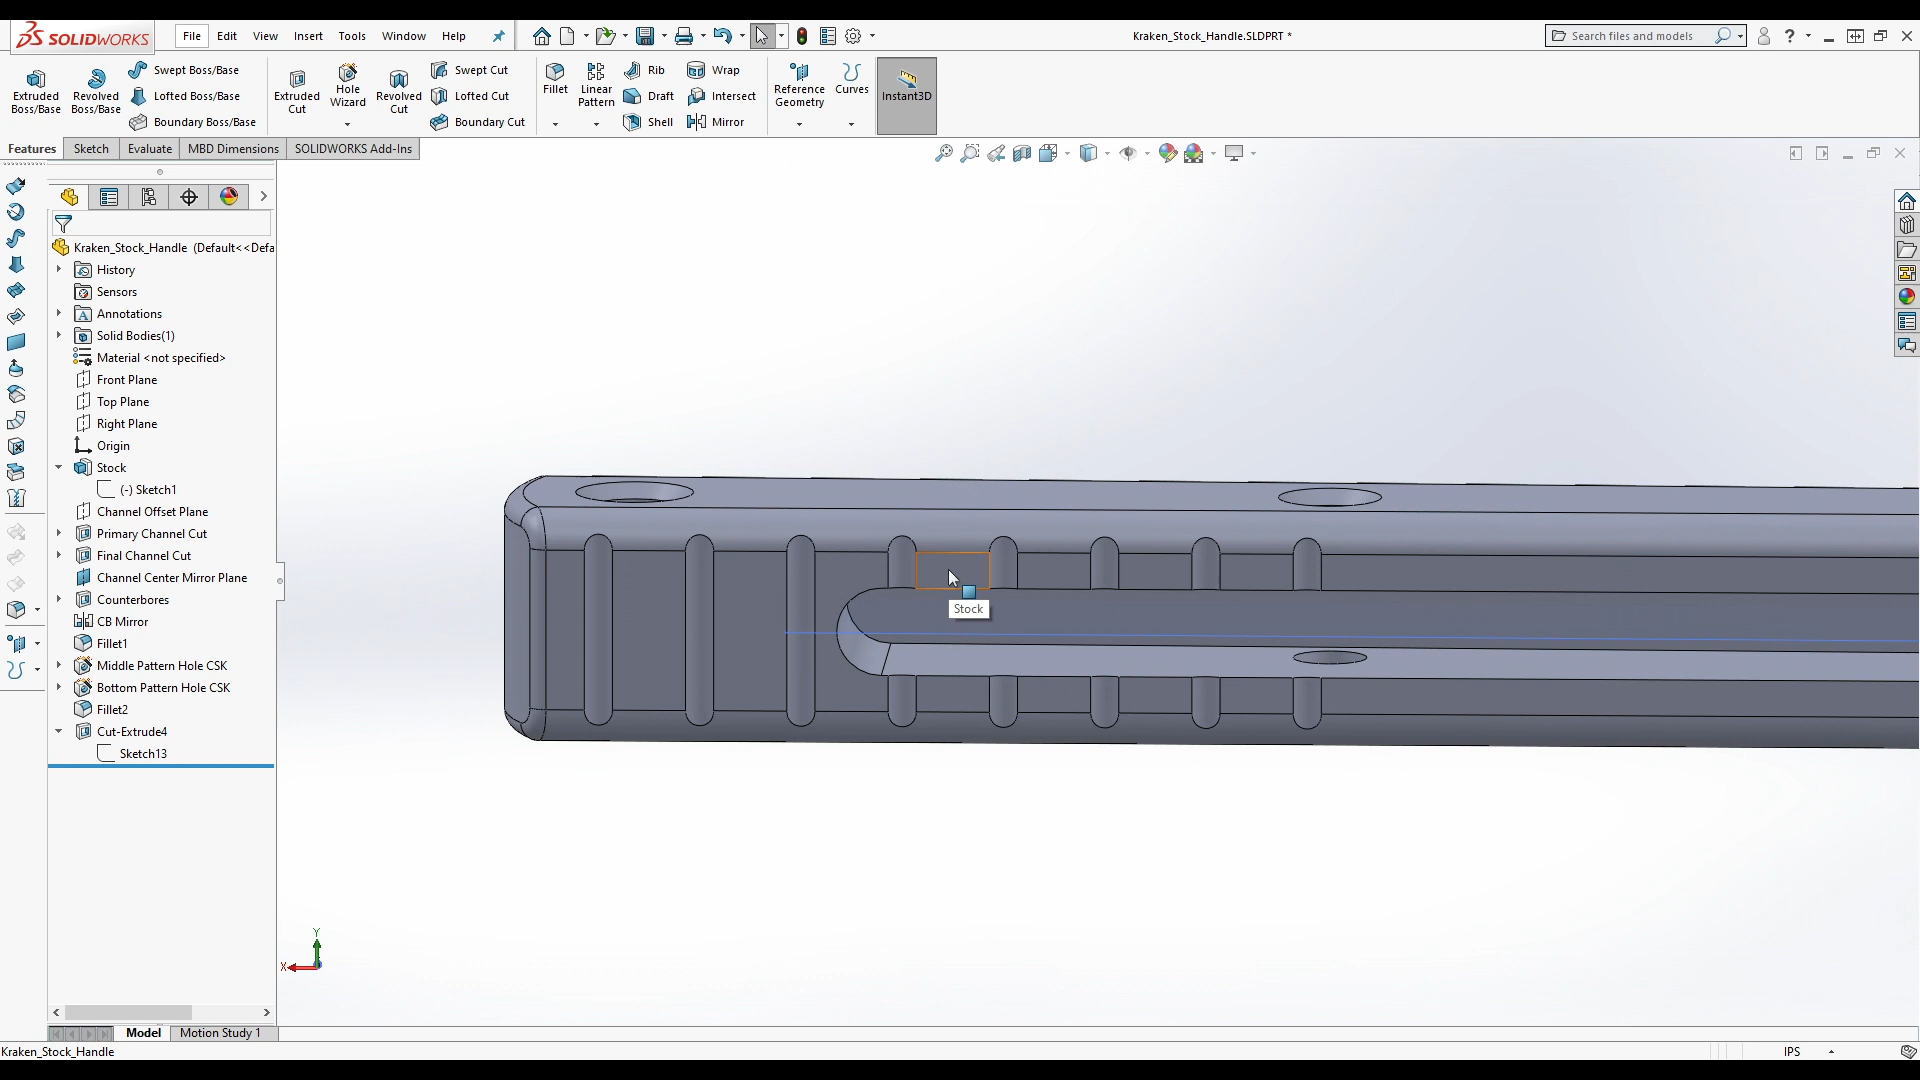 SOLIDWORKS
File Edit View Insert Tools Window Help
Kraken_Stock_Handle.SLDPRT *
Search files and models
?
Extruded Boss/Base
Revolved Boss/Base
Swept Boss/Base
Lofted Boss/Base
Boundary Boss/Base
Extruded Cut
Hole Wizard
Revolved Cut
Swept Cut
Lofted Cut
Boundary Cut
Fillet
Linear Pattern
Rib
Draft
Shell
Wrap
Intersect
Mirror
Reference Geometry
Curves
Instant3D
Features Sketch Evaluate MBD Dimensions SOLIDWORKS Add-Ins
Kraken_Stock_Handle (Default<<Defa
History
Sensors
A Annotations
Solid Bodies(1)
Material <not specified>
Front Plane
Top Plane
Right Plane
Origin
Stock
(-) Sketch1
Channel Offset Plane
Primary Channel Cut
Final Channel Cut
Channel Center Mirror Plane
Counterbores
CB Mirror
Fillet1
Middle Pattern Hole CSK
Bottom Pattern Hole CSK
Fillet2
Cut-Extrude4
Sketch13
Stock
Y
X
Model Motion Study 1
Kraken_Stock_Handle
IPS